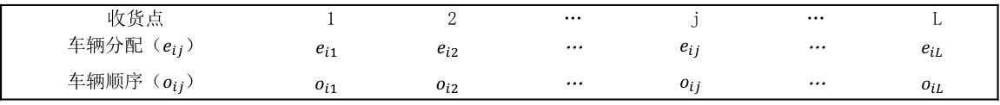 收货点 1 2 … j … L
车辆分配（e_{ij}） e_{i1} e_{i2} … e_{ij} … e_{iL}
车辆顺序（o_{ij}） o_{i1} o_{i2} … o_{ij} … o_{iL}